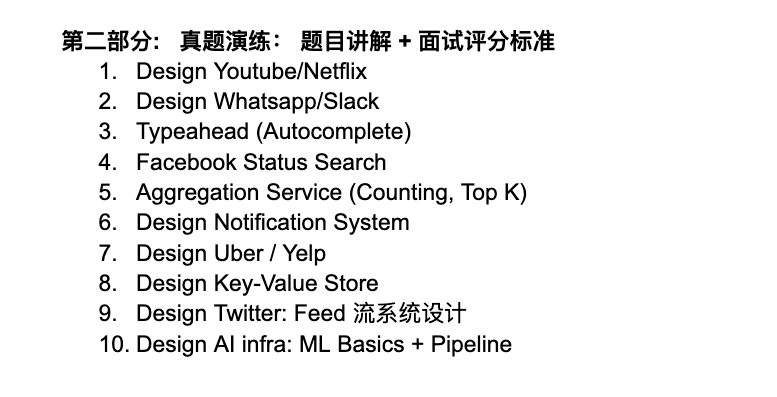 第二部分： 真题演练： 题目讲解 + 面试评分标准
1. Design Youtube/Netflix
2. Design Whatsapp/Slack
3. Typeahead (Autocomplete)
4. Facebook Status Search
5. Aggregation Service (Counting, Top K)
6. Design Notification System
7. Design Uber / Yelp
8. Design Key-Value Store
9. Design Twitter: Feed 流系统设计
10. Design AI infra: ML Basics + Pipeline